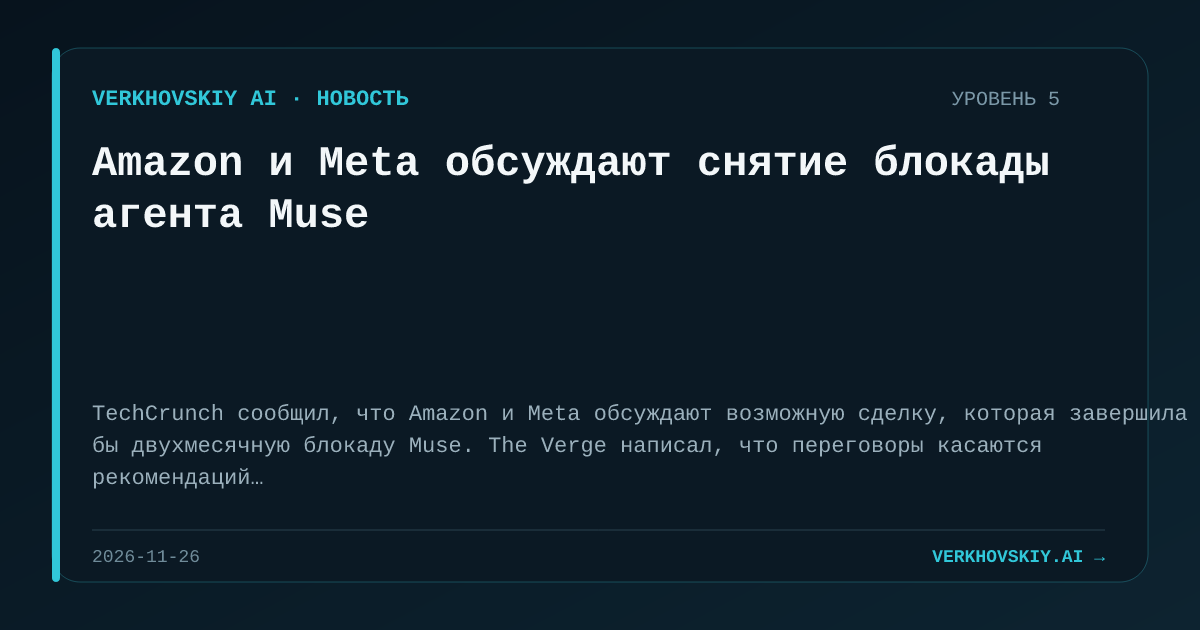 VERKHOVSKIY AI · НОВОСТЬ
УРОВЕНЬ 5
Amazon и Meta обсуждают снятие блокады
агента Muse
TechCrunch сообщил, что Amazon и Meta обсуждают возможную сделку, которая завершила
бы двухмесячную блокаду Muse. The Verge написал, что переговоры касаются
рекомендаций…
2026-11-26
VERKHOVSKIY.AI →